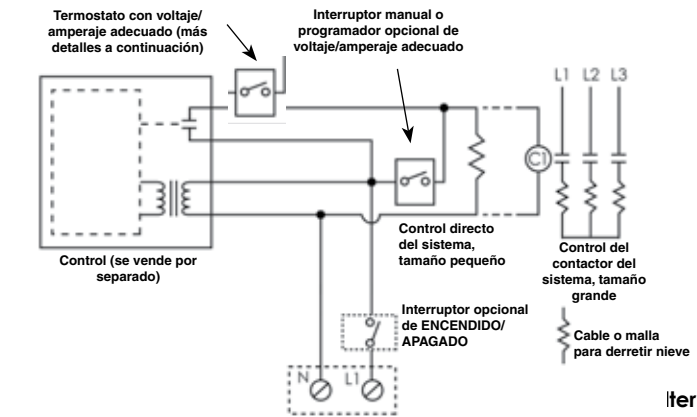 Termostato con voltaje/
amperaje adecuado (más
detalles a continuación)
Interruptor manual o
programador opcional de
voltaje/amperaje adecuado
L1 L2 L3
C1
Control (se vende por
separado)
Control directo
del sistema,
tamaño pequeño
Control del
contactor del
sistema, tamaño
grande
Interruptor opcional
de ENCENDIDO/
APAGADO
Cable o malla
para derretir nieve
N L1
lter